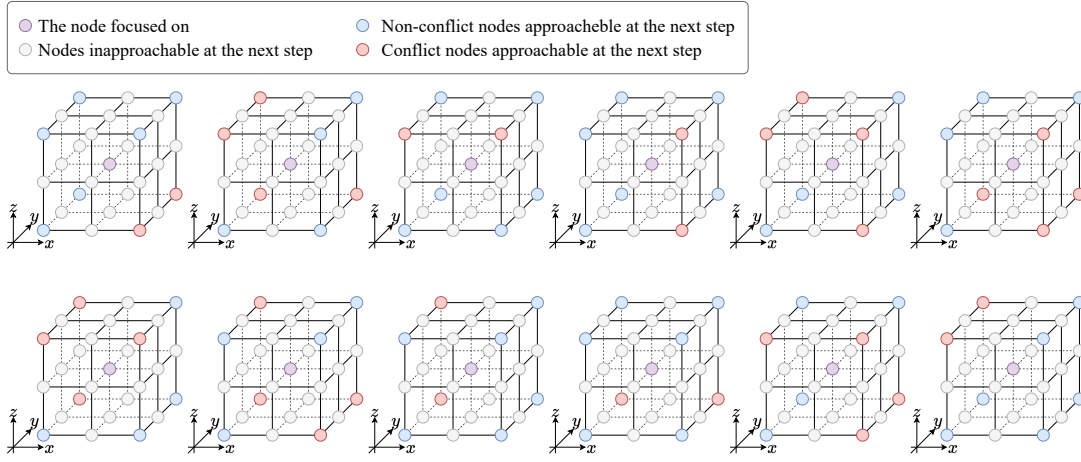 The node focused on
Non-conflict nodes approacheble at the next step
Nodes inapproachable at the next step
Conflict nodes approachable at the next step
z y x
z y x
z y x
z y x
z y x
z y x
z y x
z y x
z y x
z y x
z y x
z y x